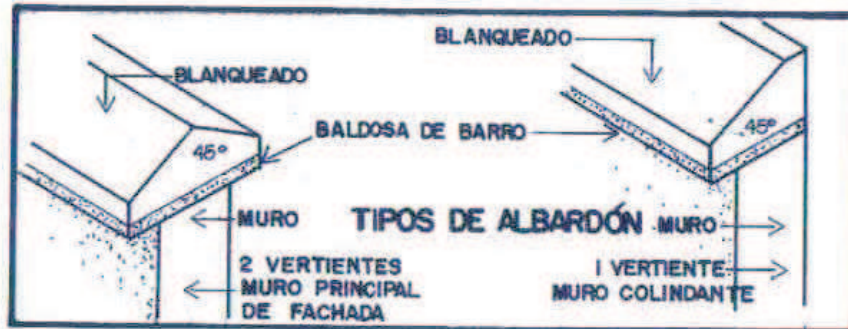 BLANQUEADO
BLANQUEADO
BALDOSA DE BARRO
45°
45°
MURO
TIPOS DE ALBARDÓN
MURO
2 VERTIENTES
MURO PRINCIPAL
DE FACHADA
1 VERTIENTE
MURO COLINDANTE